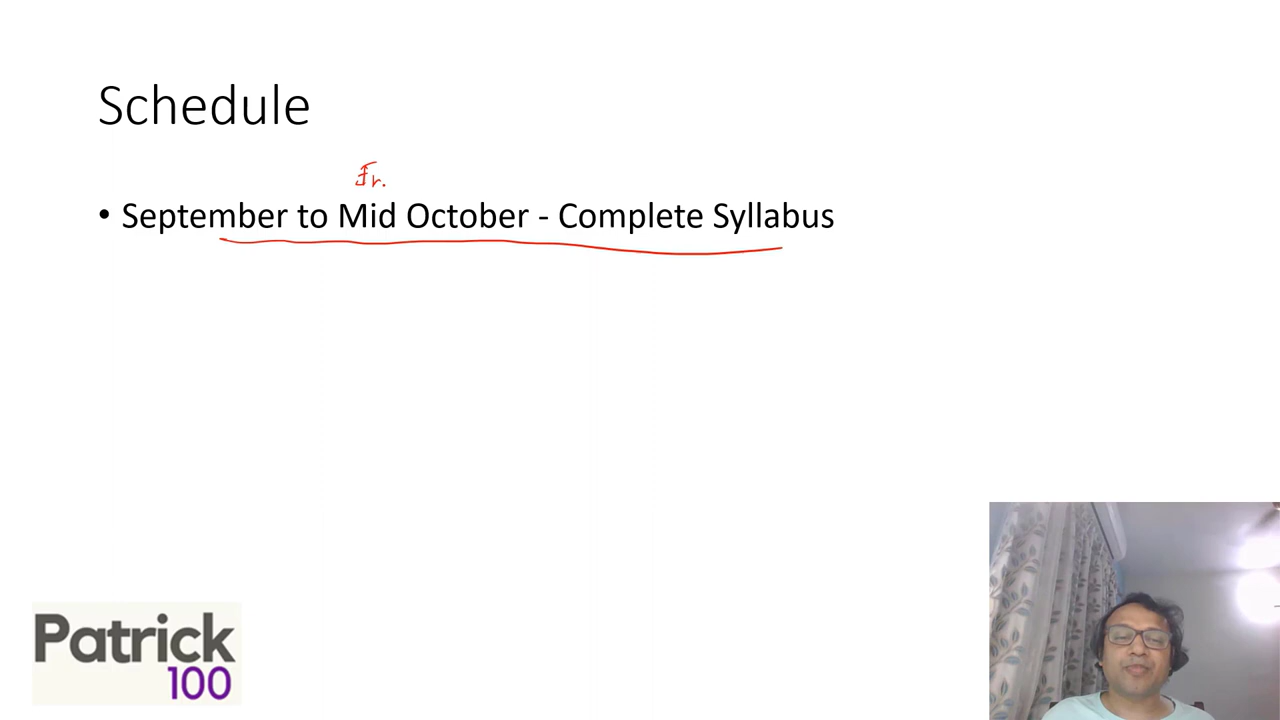 Schedule
• September to Mid October - Complete Syllabus
Patrick
100